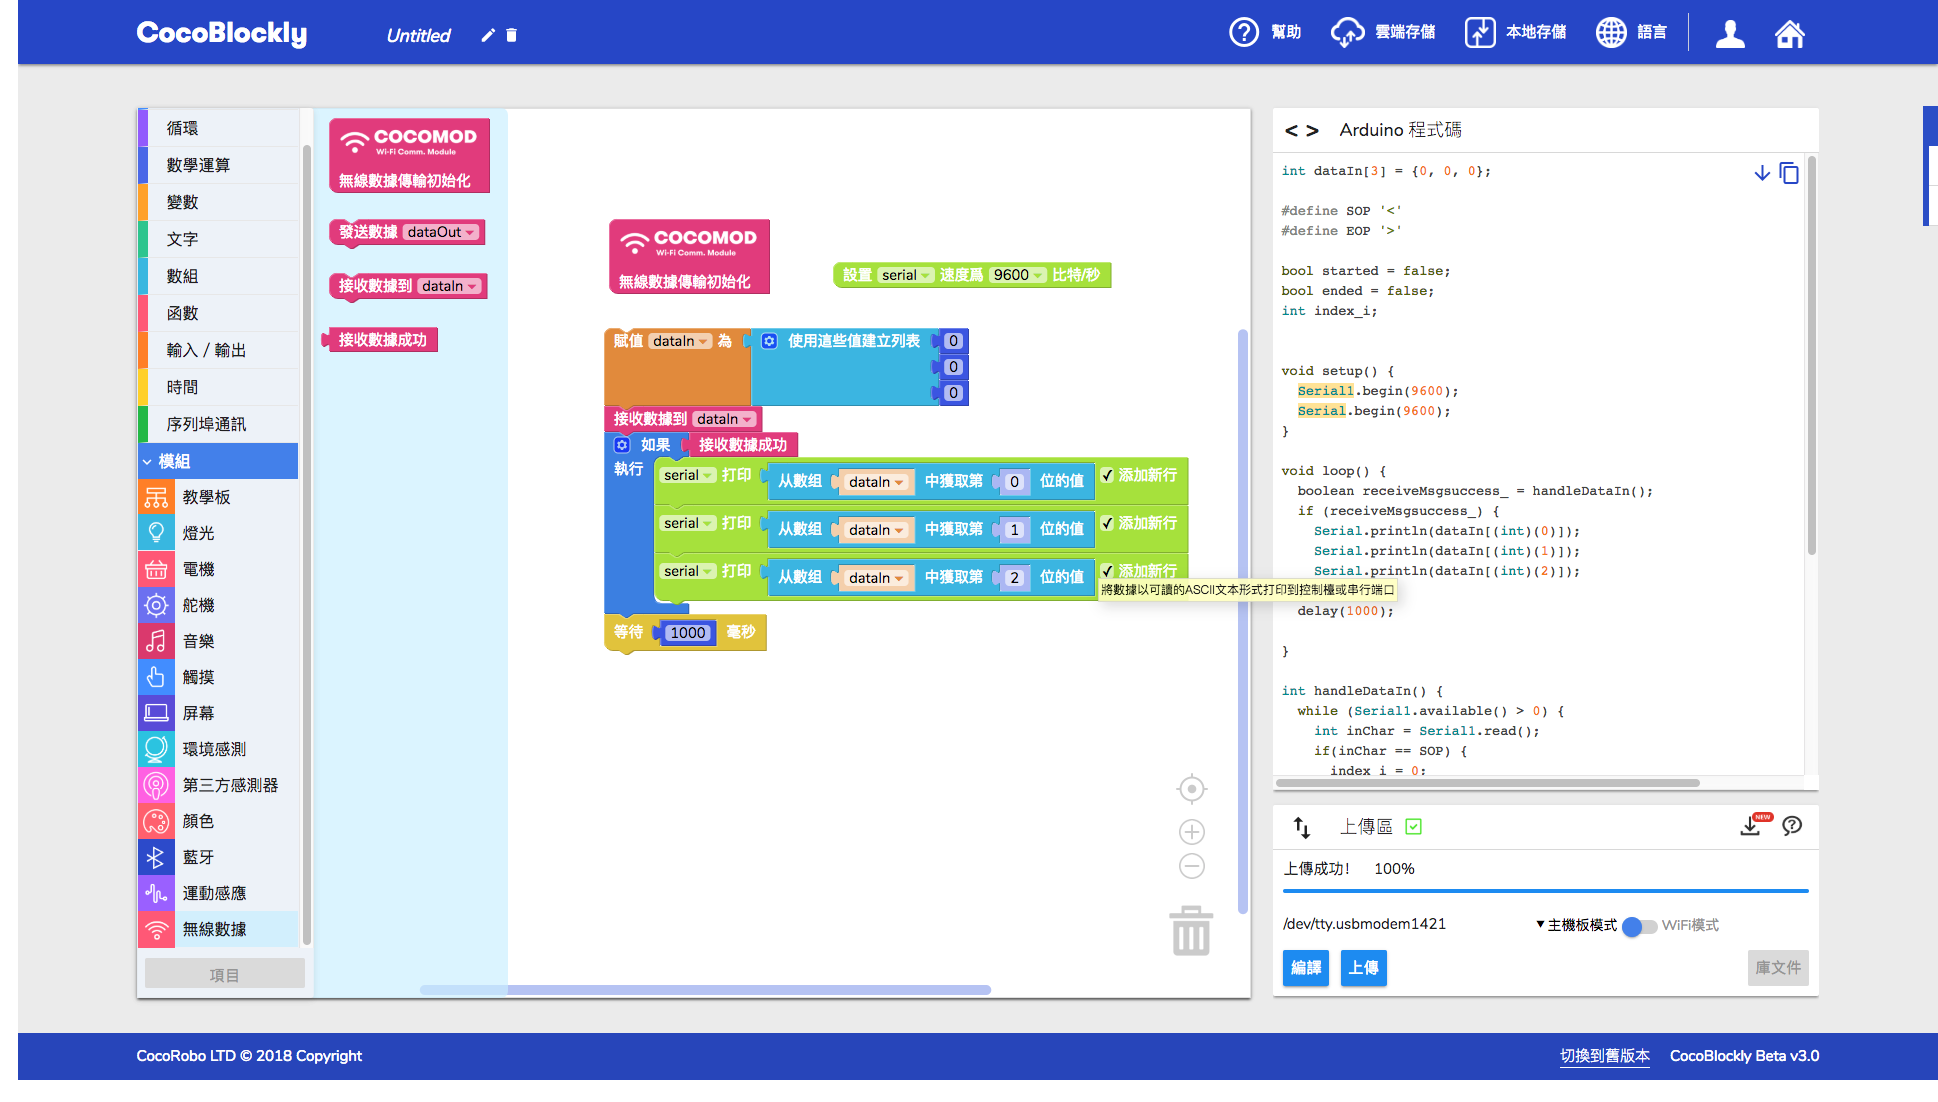 CocoBlockly
Untitled
幫助
雲端存儲
本地存儲
語言
循環
數學運算
變數
文字
數組
函數
輸入 / 輸出
時間
序列埠通訊
模組
教學板
燈光
電機
舵機
音樂
觸摸
屏幕
環境感測
第三方感測器
顏色
藍牙
運動感應
無線數據
項目
COCOMOD
Wi-Fi Comm. Module
無線數據傳輸初始化
發送數據 dataOut
接收數據到 dataIn
接收數據成功
COCOMOD
Wi-Fi Comm. Module
無線數據傳輸初始化
設置 serial 速度爲 9600 比特/秒
賦值 dataIn 為 使用這些值建立列表 0
0
0
接收數據到 dataIn
如果 接收數據成功
執行
serial 打印 从數組 dataIn 中獲取第 0 位的值 ✓ 添加新行
serial 打印 从數組 dataIn 中獲取第 1 位的值 ✓ 添加新行
serial 打印 从數組 dataIn 中獲取第 2 位的值 ✓ 添加新行
將數據以可讀的ASCII文本形式打印到控制檯或串行端口
等待 1000 毫秒
< > Arduino 程式碼
int dataIn[3] = {0, 0, 0};
#define SOP '<'
#define EOP '>'
bool started = false;
bool ended = false;
int index_i;
void setup() {
Serial1.begin(9600);
Serial.begin(9600);
}
void loop() {
boolean receiveMsgsuccess_ = handleDataIn();
if (receiveMsgsuccess_) {
Serial.println(dataIn[(int)(0)]);
Serial.println(dataIn[(int)(1)]);
Serial.println(dataIn[(int)(2)]);
delay(1000);
}
int handleDataIn() {
while (Serial1.available() > 0) {
int inChar = Serial1.read();
if(inChar == SOP) {
index_i = 0;
上傳區
NEW
上傳成功! 100%
/dev/tty.usbmodem1421
▼主機板模式
WiFi模式
編譯
上傳
庫文件
CocoRobo LTD © 2018 Copyright
切換到舊版本
CocoBlockly Beta v3.0